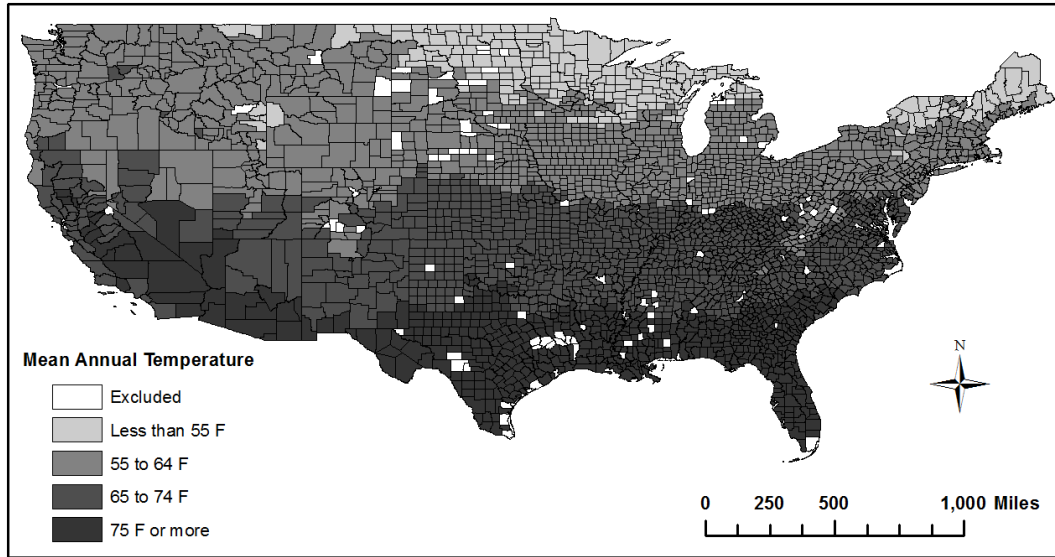 Mean Annual Temperature
Excluded
Less than 55 F
55 to 64 F
65 to 74 F
75 F or more
N
0 250 500 1,000 Miles